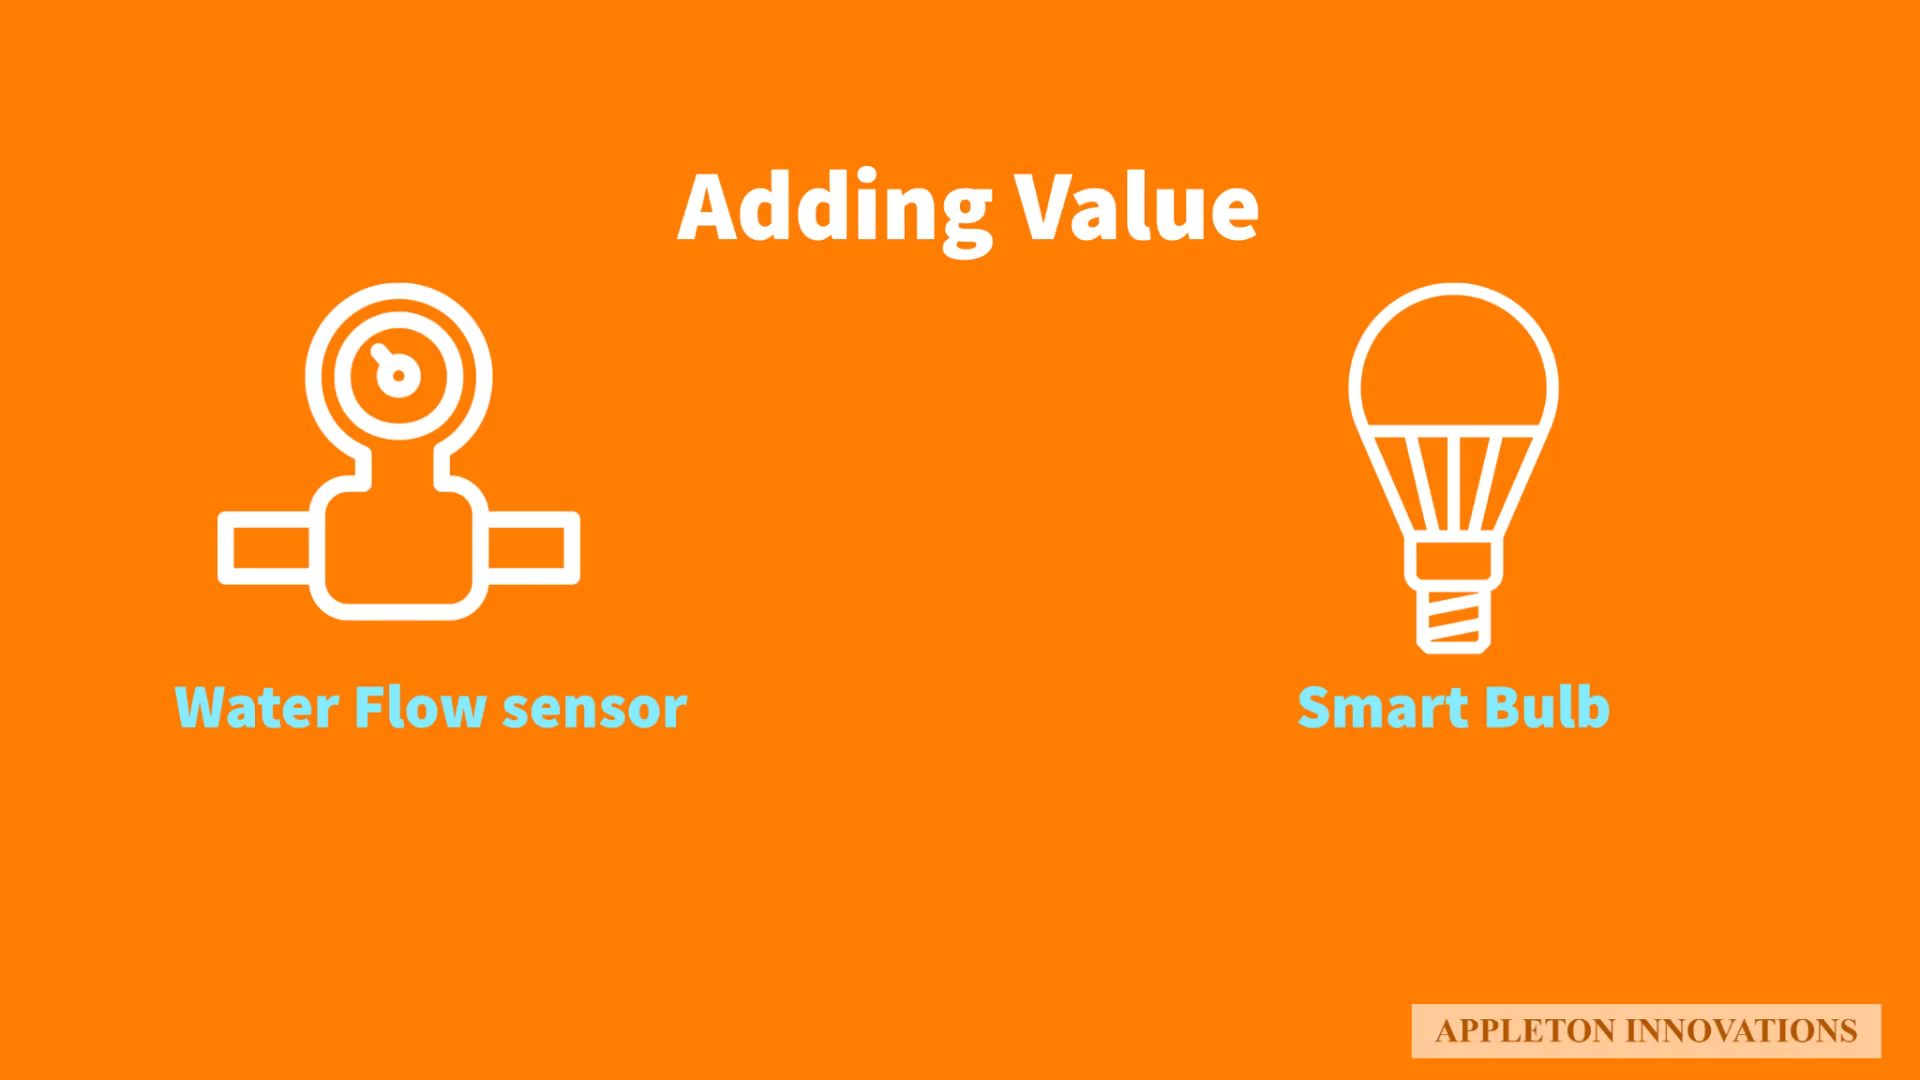 Adding Value
Water Flow sensor
Smart Bulb
APPLETON INNOVATIONS